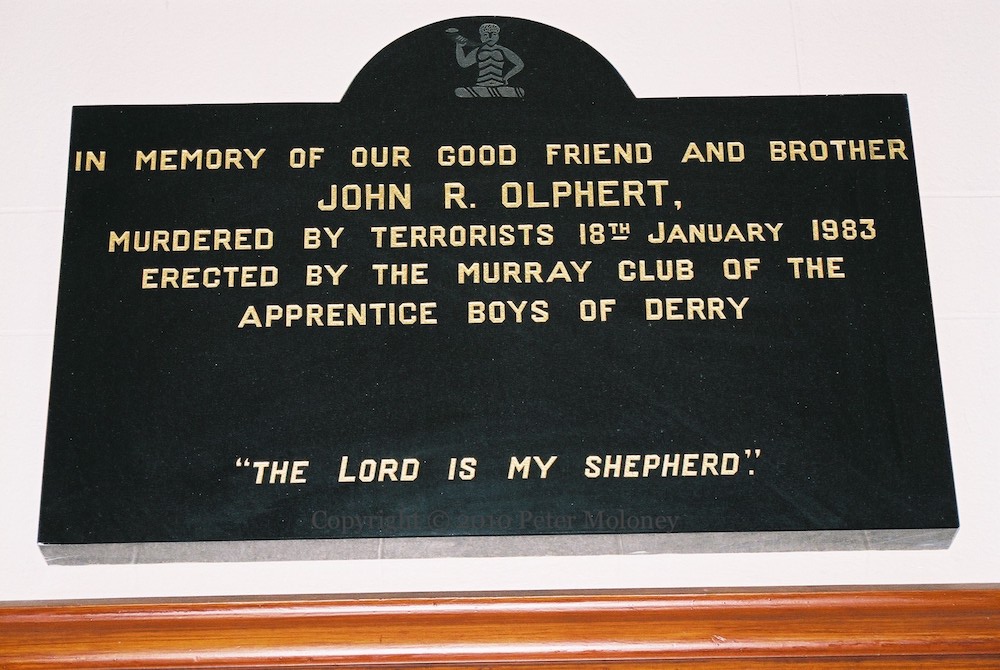 IN MEMORY OF OUR GOOD FRIEND AND BROTHER
JOHN R. OLPHERT,
MURDERED BY TERRORISTS 18TH JANUARY 1983
ERECTED BY THE MURRAY CLUB OF THE
APPRENTICE BOYS OF DERRY
"THE LORD IS MY SHEPHERD".
Copyright © 2010 Peter Moloney